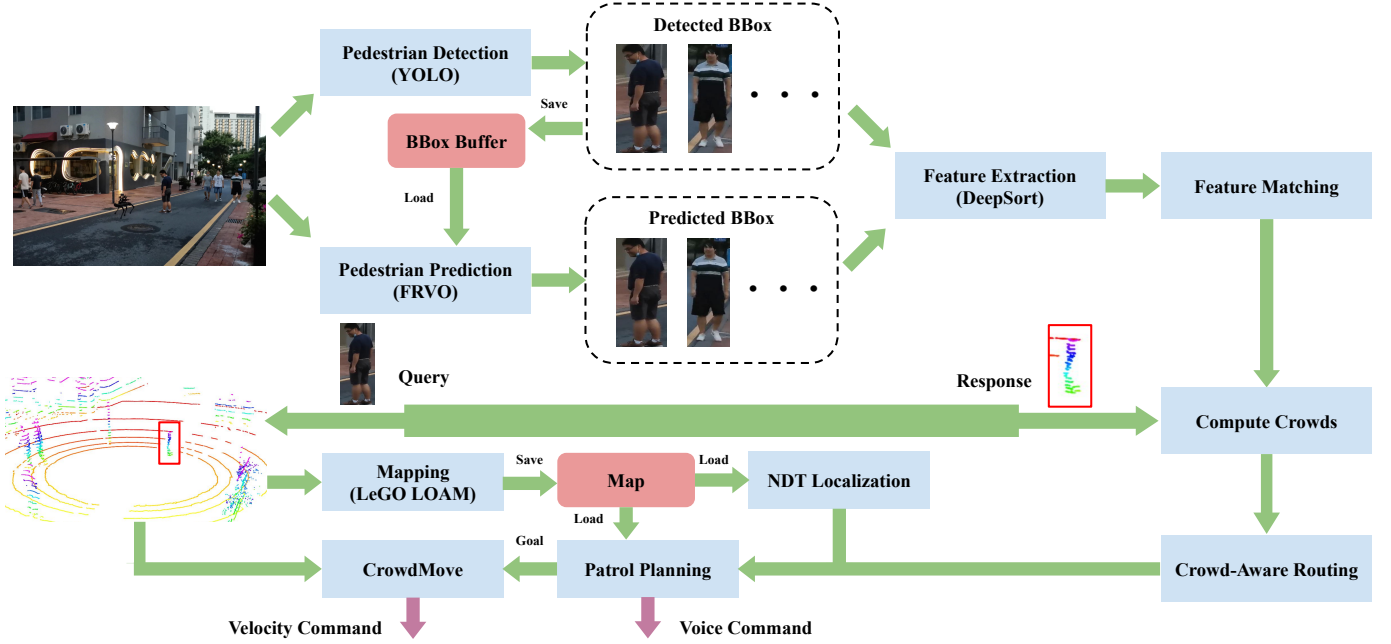 Pedestrian Detection
(YOLO)
Detected BBox
Save
BBox Buffer
Load
Feature Extraction
(DeepSort)
Feature Matching
Predicted BBox
Pedestrian Prediction
(FRVO)
Query
Response
Compute Crowds
Mapping
(LeGO LOAM)
Save
Map
Load
NDT Localization
Load
Goal
CrowdMove
Patrol Planning
Crowd-Aware Routing
Velocity Command
Voice Command